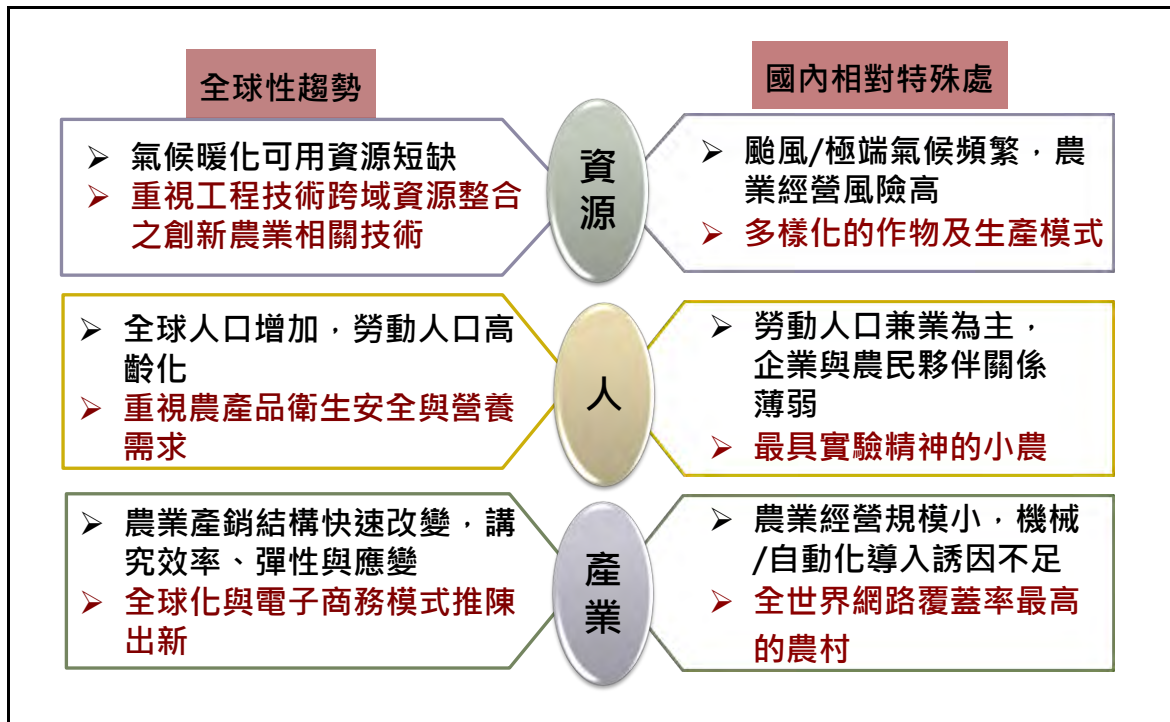 全球性趨勢
國內相對特殊處
資源
➢ 氣候暖化可用資源短缺
➢ 重視工程技術跨域資源整合
之創新農業相關技術
➢ 颱風/極端氣候頻繁，農
業經營風險高
➢ 多樣化的作物及生產模式
人
➢ 全球人口增加，勞動人口高
齡化
➢ 重視農產品衛生安全與營養
需求
➢ 勞動人口兼業為主，
企業與農民夥伴關係
薄弱
➢ 最具實驗精神的小農
產業
➢ 農業產銷結構快速改變，講
究效率、彈性與應變
➢ 全球化與電子商務模式推陳
出新
➢ 農業經營規模小，機械
/自動化導入誘因不足
➢ 全世界網路覆蓋率最高
的農村